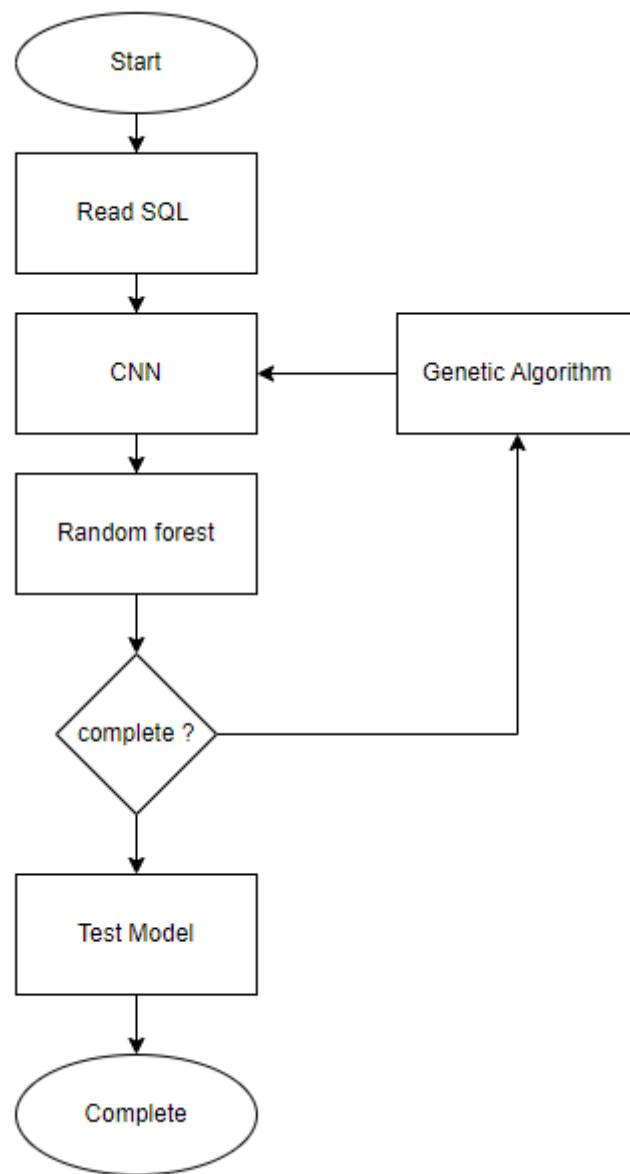 Start
Read SQL
CNN
Genetic Algorithm
Random forest
complete ?
Test Model
Complete